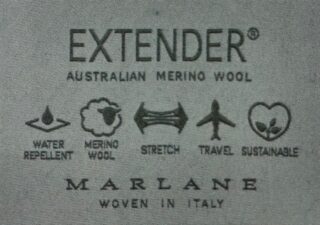 EXTENDER®
AUSTRALIAN MERINO WOOL
WATER REPELLENT
MERINO WOOL
STRETCH
TRAVEL
SUSTAINABLE
MARLANE
WOVEN IN ITALY